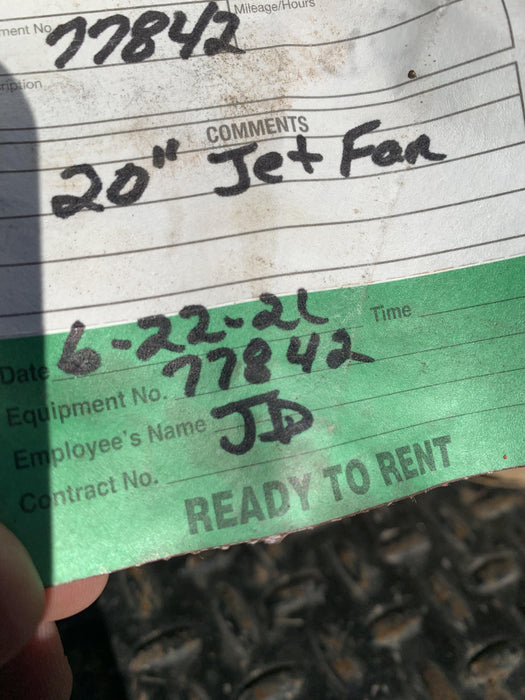 ment No. 77842 Mileage/Hours
ription
COMMENTS
20" Jet Fan
Date 6-22-21 Time
Equipment No. 77842
Employee's Name JD
Contract No.
READY TO RENT